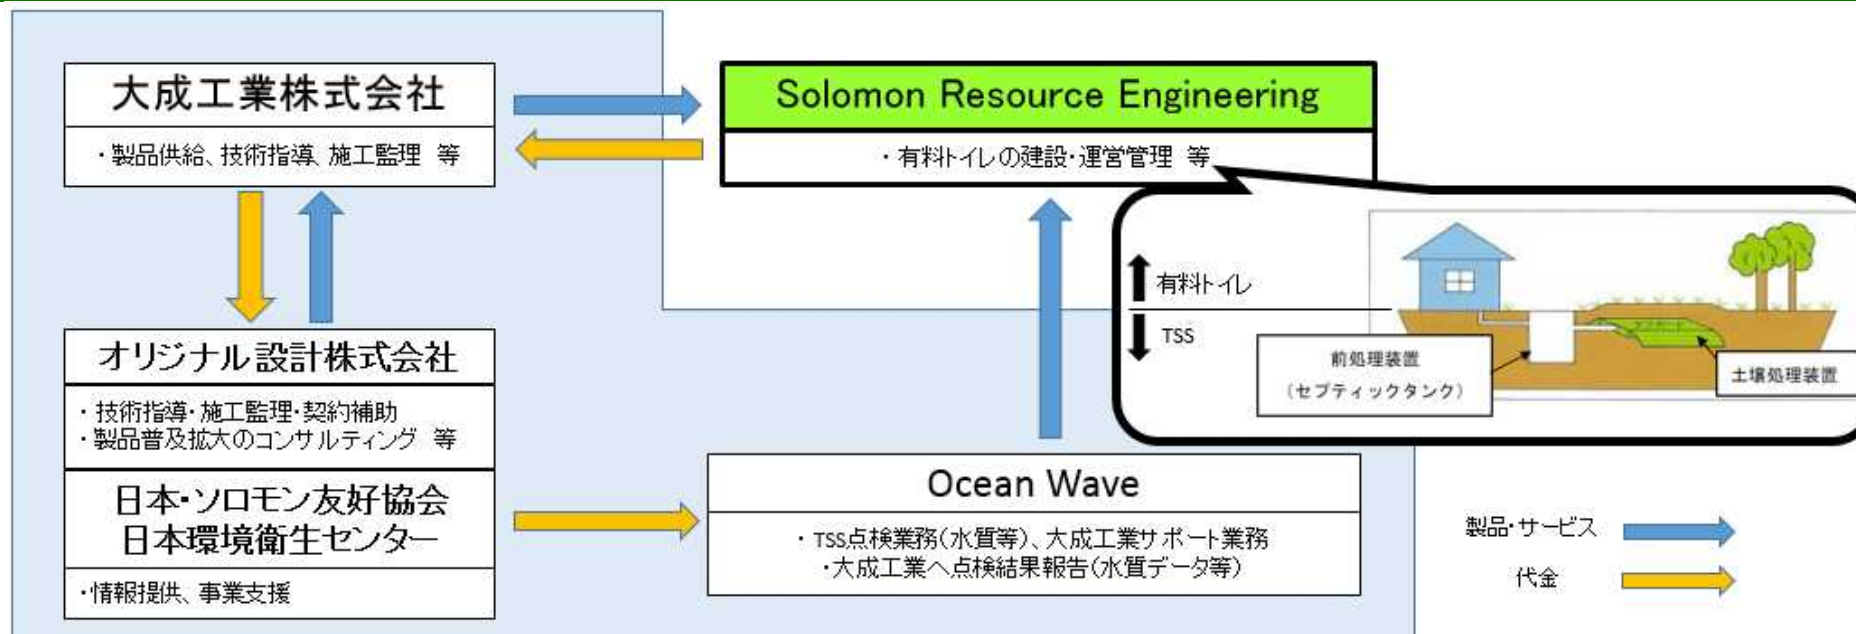 大成工業株式会社
・製品供給、技術指導、施工監理 等
Solomon Resource Engineering
・有料トイレの建設・運営管理 等
有料トイレ
TSS
前処理装置
（セプティックタンク）
土壌処理装置
オリジナル設計株式会社
・技術指導・施工監理・契約補助
・製品普及拡大のコンサルティング 等
日本・ソロモン友好協会
日本環境衛生センター
・情報提供、事業支援
Ocean Wave
・TSS点検業務(水質等)、大成工業サポート業務
・大成工業へ点検結果報告(水質データ等)
製品・サービス
代金